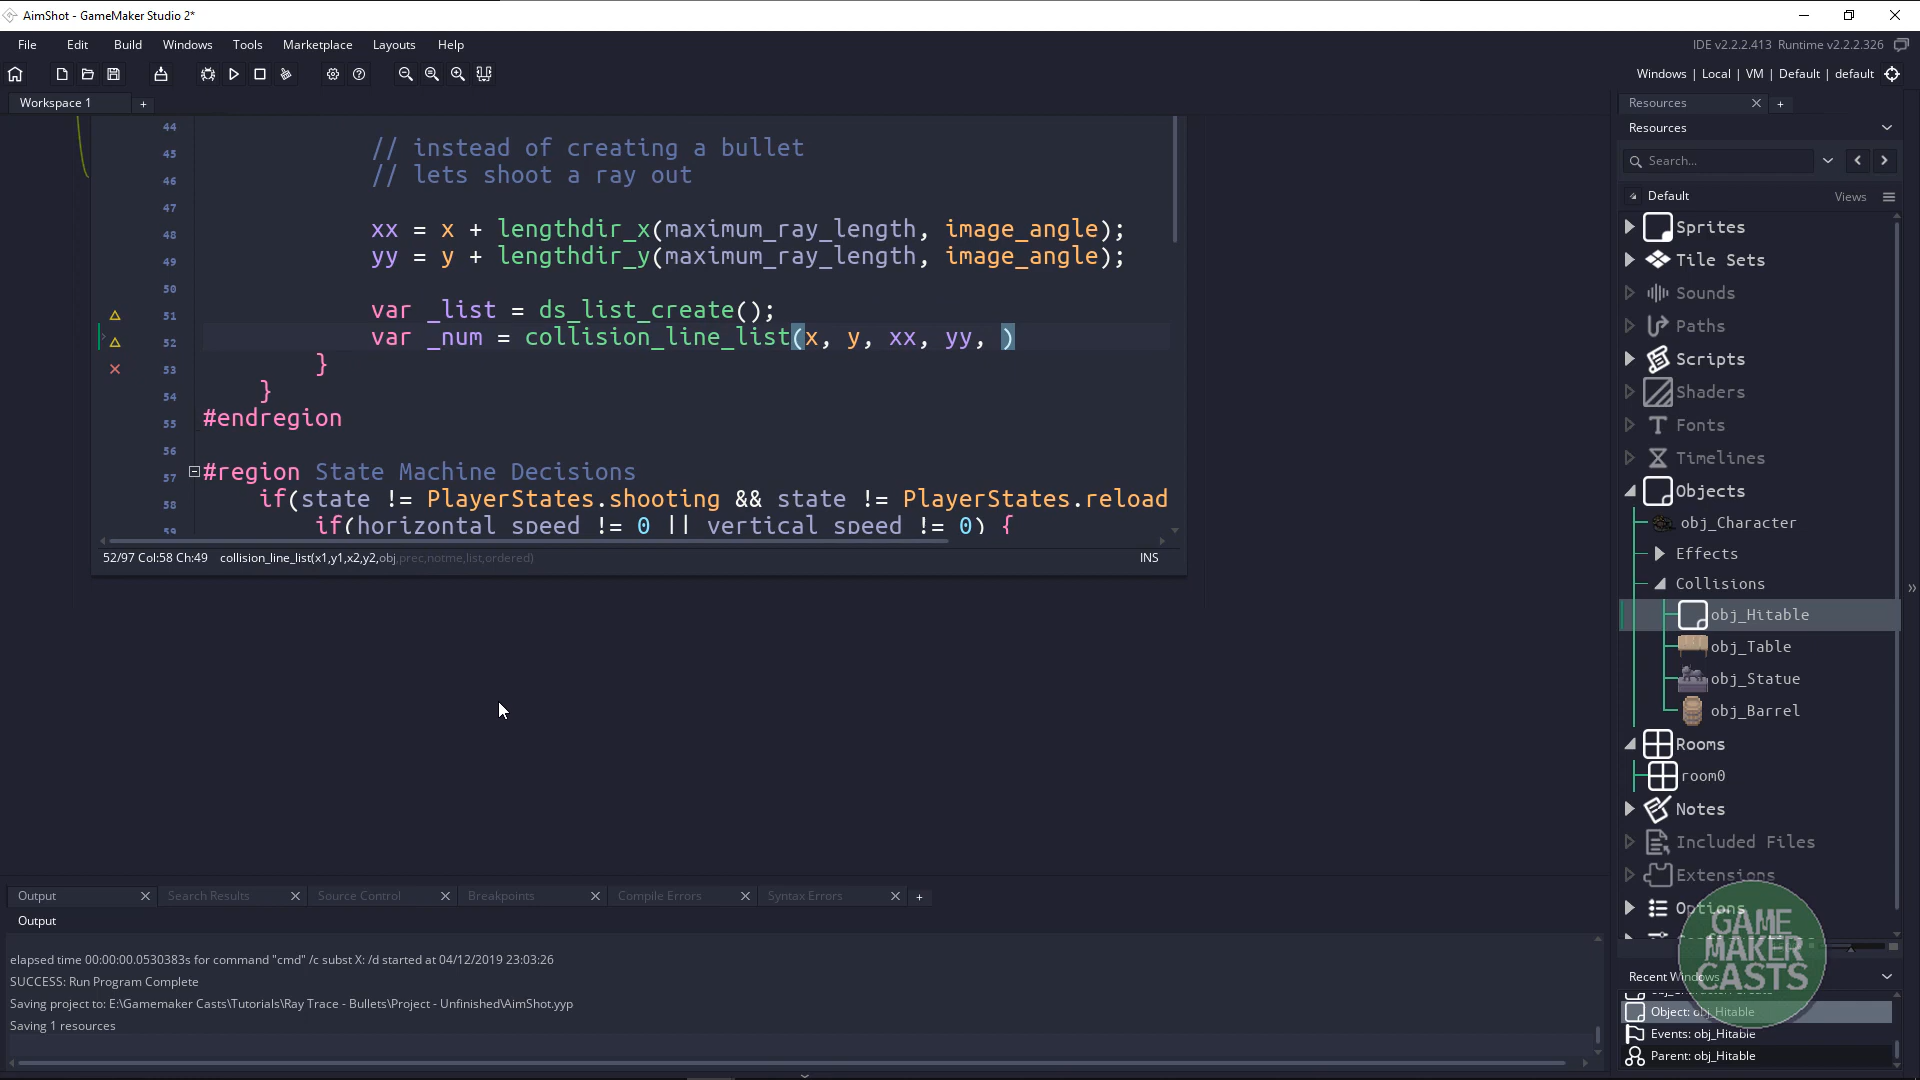 AimShot - GameMaker Studio 2*
File Edit Build Windows Tools Marketplace Layouts Help
IDE v2.2.2.413 Runtime v2.2.2.326
Windows | Local | VM | Default | default
Workspace 1
44
45 // instead of creating a bullet
46 // lets shoot a ray out
47
48 xx = x + lengthdir_x(maximum_ray_length, image_angle);
49 yy = y + lengthdir_y(maximum_ray_length, image_angle);
50
51 var _list = ds_list_create();
52 var _num = collision_line_list(x, y, xx, yy, )
53 }
54 }
55 #endregion
56
57 #region State Machine Decisions
58 if(state != PlayerStates.shooting && state != PlayerStates.reload
59 if(horizontal_speed != 0 || vertical_speed != 0) {
52/97 Col:58 Ch:49 collision_line_list(x1,y1,x2,y2,obj,prec,notme,list,ordered) INS
Resources
Resources
Search...
Default Views
Sprites
Tile Sets
Sounds
Paths
Scripts
Shaders
Fonts
Timelines
Objects
obj_Character
Effects
Collisions
obj_Hitable
obj_Table
obj_Statue
obj_Barrel
Rooms
room0
Notes
Included Files
Extensions
Options
GAME
MAKER
CASTS
Recent Windows
Object: obj_Hitable
Events: obj_Hitable
Parent: obj_Hitable
Output Search Results Source Control Breakpoints Compile Errors Syntax Errors
Output
elapsed time 00:00:00.0530383s for command "cmd" /c subst X: /d started at 04/12/2019 23:03:26
SUCCESS: Run Program Complete
Saving project to: E:\Gamemaker Casts\Tutorials\Ray Trace - Bullets\Project - Unfinished\AimShot.yyp
Saving 1 resources